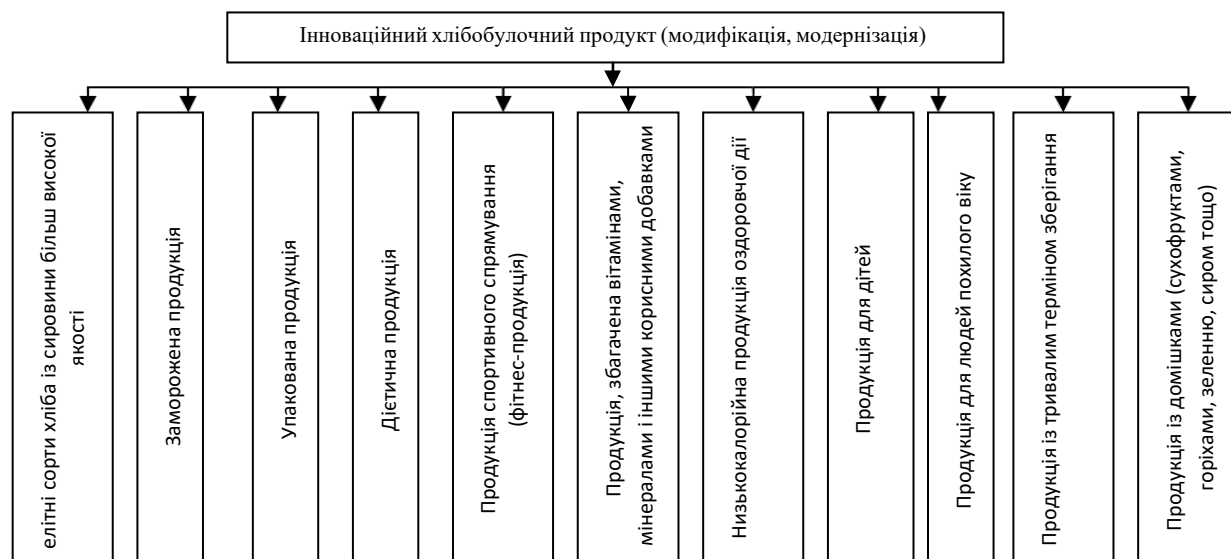 Інноваційний хлібобулочний продукт (модифікація, модернізація)
елітні сорти хліба із сировини більш високої
якості
Заморожена продукція
Упакована продукція
Дієтична продукція
Продукція спортивного спрямування
(фітнес-продукція)
Продукція, збагачена вітамінами,
мінералами і іншими корисними добавками
Низькокалорійна продукція оздоровчої дії
Продукція для дітей
Продукція для людей похилого віку
Продукція із тривалим терміном зберігання
Продукція із домішками (сухофруктами,
горіхами, зеленню, сиром тощо)